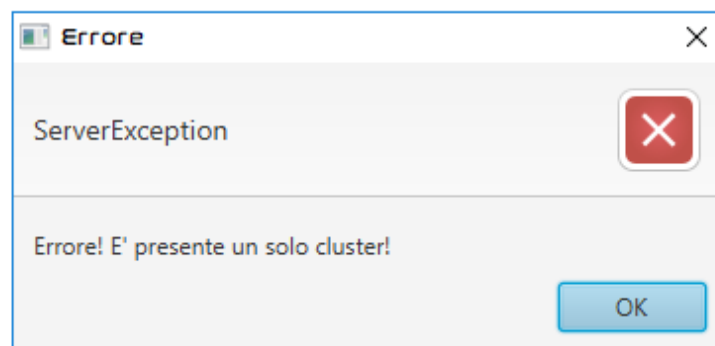 Errore
ServerException
Errore! E' presente un solo cluster!
OK